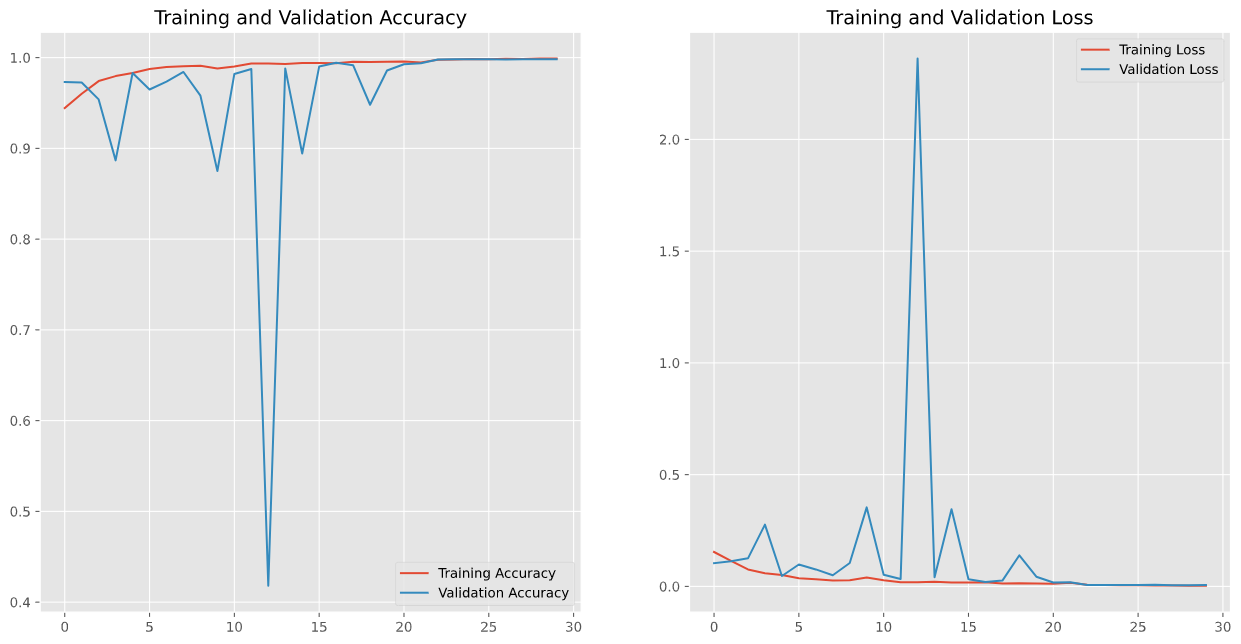 Training and Validation Accuracy
1.0
0.9
0.8
0.7
0.6
0.5
0.4
0 5 10 15 20 25 30
Training Accuracy
Validation Accuracy
Training and Validation Loss
Training Loss
Validation Loss
2.0
1.5
1.0
0.5
0.0
0 5 10 15 20 25 30